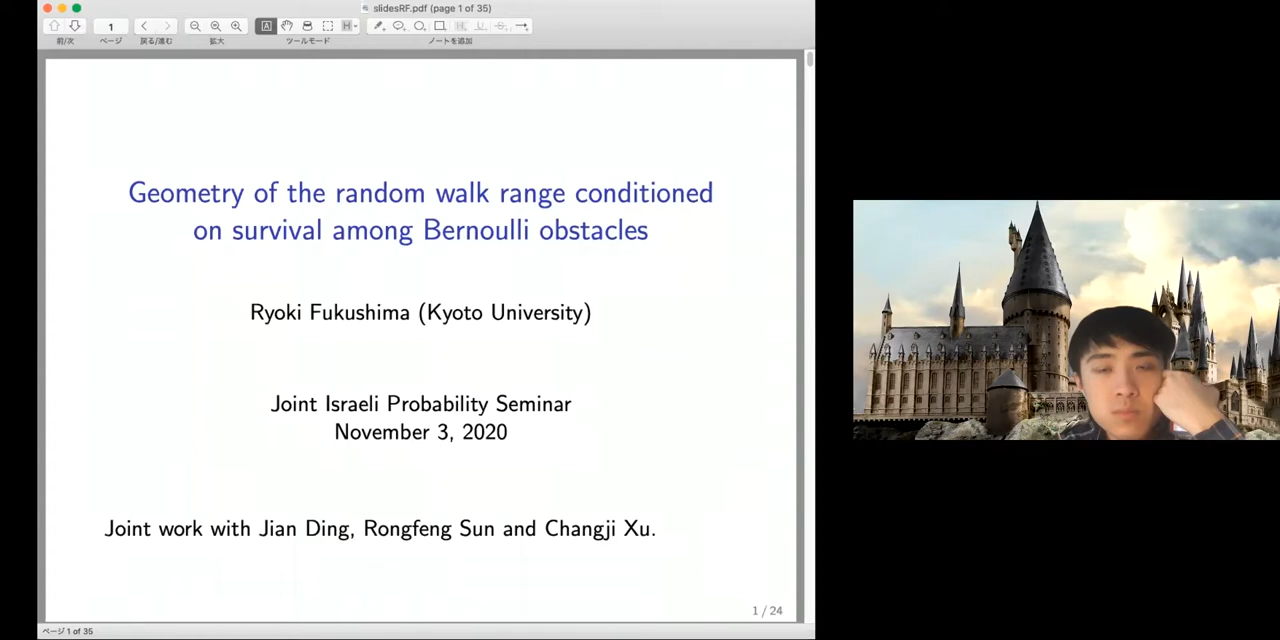 slidesRF.pdf (page 1 of 35)
1
前/次
ページ
戻る/進む
拡大
ツールモード
ノートを追加
Geometry of the random walk range conditioned
on survival among Bernoulli obstacles
Ryoki Fukushima (Kyoto University)
Joint Israeli Probability Seminar
November 3, 2020
Joint work with Jian Ding, Rongfeng Sun and Changji Xu.
1 / 24
ページ 1 of 35